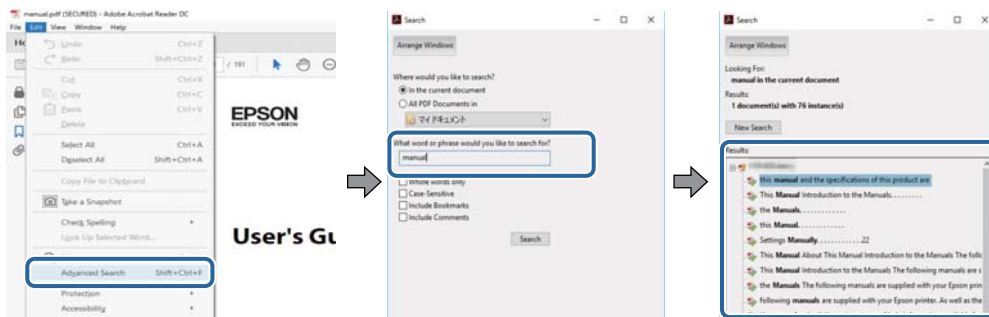 manual.pdf (SECURED) - Adobe Acrobat Reader DC
File Edit View Window Help
Undo Ctrl+Z
Redo Shift+Ctrl+Z
Cut Ctrl+X
Copy Ctrl+C
Paste Ctrl+V
Delete
Select All Ctrl+A
Deselect All Shift+Ctrl+A
Copy File to Clipboard
Take a Snapshot
Check Spelling
Look Up Selected Word...
Advanced Search Shift+Ctrl+F
Protection
Accessibility
/ 191
EPSON
EXCEED YOUR VISION
User's Gu
Search
Arrange Windows
Where would you like to search?
In the current document
All PDF Documents in
マイ ドキュメント
What word or phrase would you like to search for?
manual
Whole words only
Case-Sensitive
Include Bookmarks
Include Comments
Search
Search
Arrange Windows
Looking For:
manual in the current document
Results:
1 document(s) with 76 instance(s)
New Search
Results:
this manual and the specifications of this product are
This Manual Introduction to the Manuals. . . . . . . . .
the Manuals. . . . . . . . . . . . .
this Manual. . . . . . . . . . . . .
Settings Manually. . . . . . . . . . . . 22
This Manual About This Manual Introduction to the Manuals The follo
This Manual Introduction to the Manuals The following manuals are s
the Manuals The following manuals are supplied with your Epson prin
following manuals are supplied with your Epson printer. As well as the